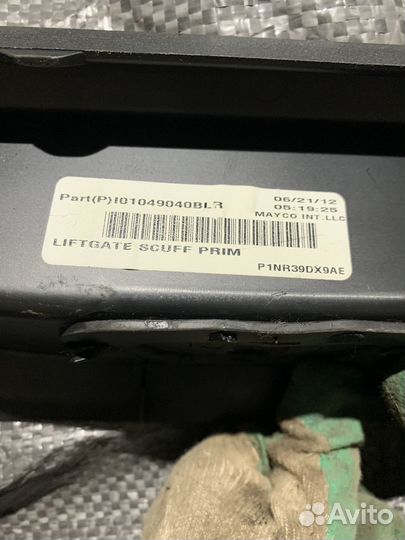 Part(P)I01049040BLR
06/21/12
05:19:25
MAYCO INT.LLC
LIFTGATE SCUFF PRIM
P1NR39DX9AE
Avito